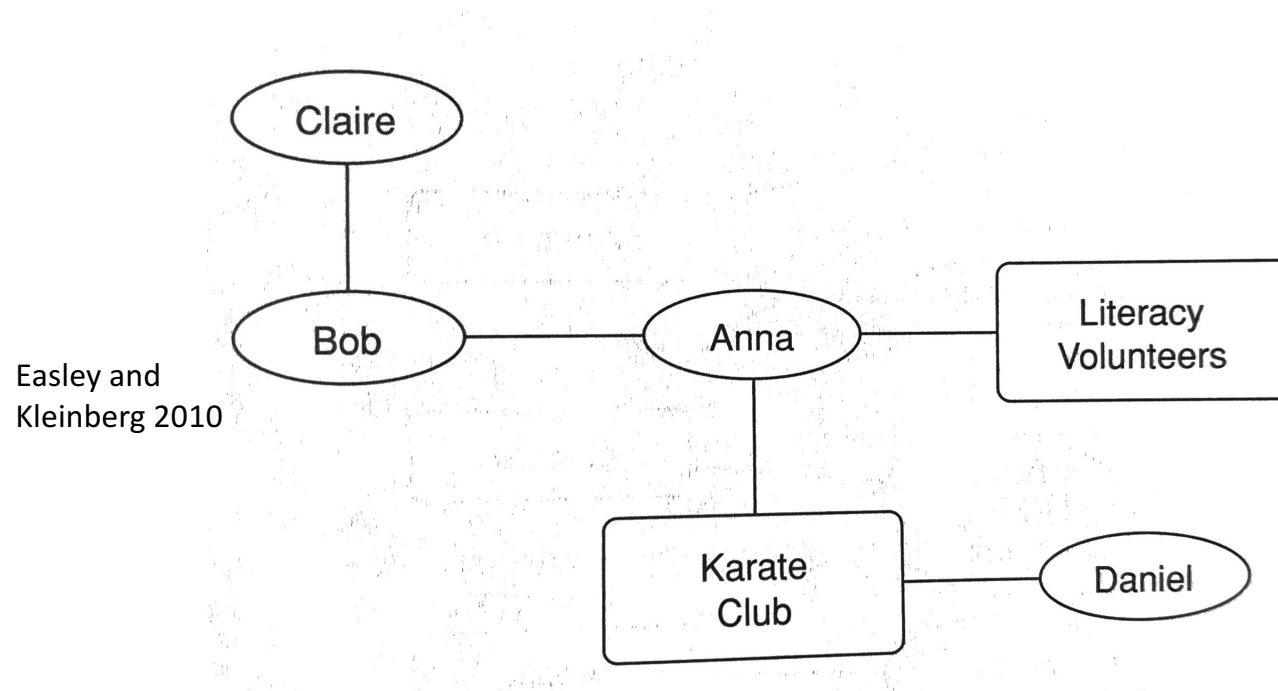 Claire
Bob
Anna
Literacy
Volunteers
Easley and
Kleinberg 2010
Karate
Club
Daniel